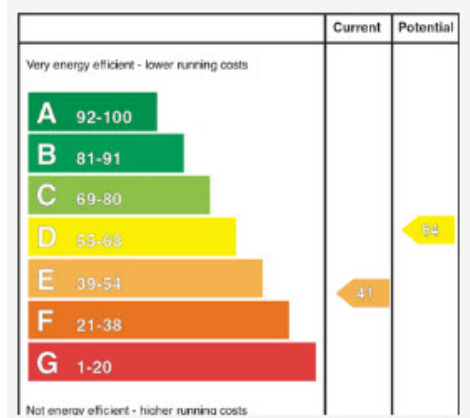 Current Potential
Very energy efficient - lower running costs
A 92-100
B 81-91
C 69-80
D 55-68
64
E 39-54
41
F 21-38
G 1-20
Not energy efficient - higher running costs